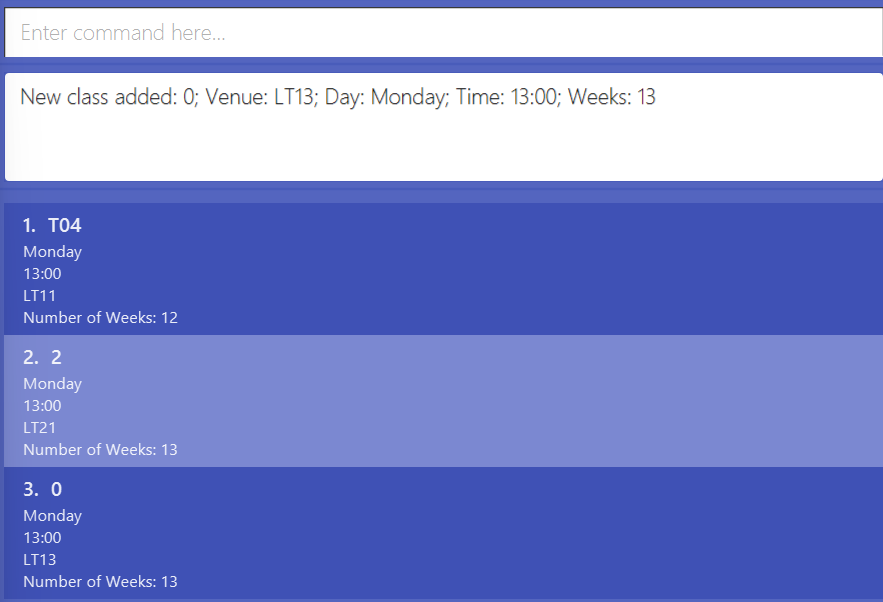 Enter command here...
New class added: 0; Venue: LT13; Day: Monday; Time: 13:00; Weeks: 13
1. T04
Monday
13:00
LT11
Number of Weeks: 12
2. 2
Monday
13:00
LT21
Number of Weeks: 13
3. 0
Monday
13:00
LT13
Number of Weeks: 13